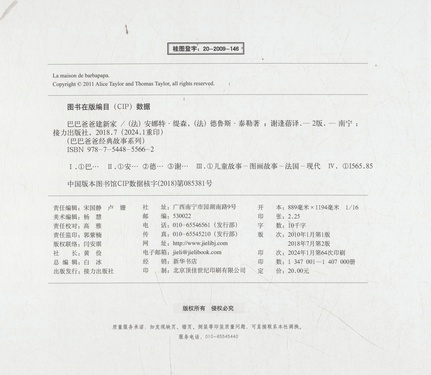 桂图登字：20-2009-146
La maison de barbapapa.
Copyright © 2011 Alice Taylor and Thomas Taylor, all rights reserved.
图书在版编目（CIP）数据
巴巴爸爸建新家 /（法）安娜特·缇森，（法）德鲁斯·泰勒著；谢逢蓓译. — 2版. — 南宁：
接力出版社，2018.7（2024.1重印）
（巴巴爸爸经典故事系列）
ISBN 978-7-5448-5566-2
Ⅰ.①巴… Ⅱ.①安… ②德… ③谢… Ⅲ.①儿童故事－图画故事－法国－现代 Ⅳ.①I565.85
中国版本图书馆CIP数据核字(2018)第085381号
责任编辑：宋国静 卢 姗 社 址：广西南宁市园湖南路9号 开 本：889毫米×1194毫米 1/16
美术编辑：杨 慧 邮 编：530022 印 张：2.25
责任校对：高 雅 电 话：010-65546561（发行部） 字 数：10千字
责任监印：郭紫楠 传 真：010-65545210（发行部） 版 次：2010年1月第1版
版权联络：闫安琪 网 址：http://www.jielibj.com 2018年7月第2版
社 长：黄 俭 电子邮箱：jieli@jielibook.com 印 次：2024年1月第64次印刷
总 编 辑：白 冰 经 销：新华书店 印 数：1 347 001—1 407 000册
出版发行：接力出版社 印 制：北京顶佳世纪印刷有限公司 定 价：20.00元
版权所有 侵权必究
质量服务承诺：如发现缺页、错页、倒装等印装质量问题，可直接联系本社调换。
服务电话：010-65545440